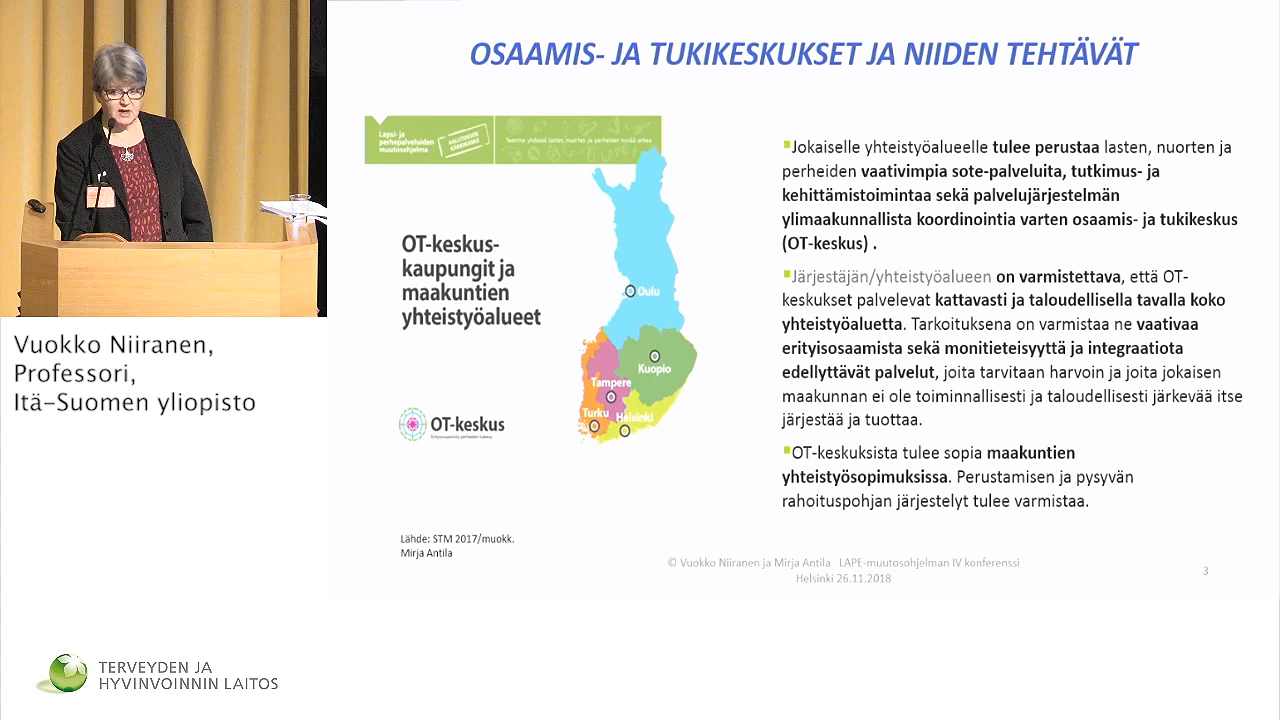 OSAAMIS- JA TUKIKESKUKSET JA NIIDEN TEHTÄVÄT
Lapsi- ja
perhepalveluiden
muutosohjelma
HALLITUKSEN
KÄRKIHANKE
Teemme yhdessä lasten, nuorten ja perheiden hyvää arkea
LAPE
OT-keskus-
kaupungit ja
maakuntien
yhteistyöalueet
Oulu
Kuopio
Tampere
Turku
Helsinki
OT-keskus
Lähde: STM 2017/muokk.
Mirja Antila
▪Jokaiselle yhteistyöalueelle tulee perustaa lasten, nuorten ja
perheiden vaativimpia sote-palveluita, tutkimus- ja
kehittämistoimintaa sekä palvelujärjestelmän
ylimaakunnallista koordinointia varten osaamis- ja tukikeskus
(OT-keskus) .
▪Järjestäjän/yhteistyöalueen on varmistettava, että OT-
keskukset palvelevat kattavasti ja taloudellisella tavalla koko
yhteistyöaluetta. Tarkoituksena on varmistaa ne vaativaa
erityisosaamista sekä monitieteisyyttä ja integraatiota
edellyttävät palvelut, joita tarvitaan harvoin ja joita jokaisen
maakunnan ei ole toiminnallisesti ja taloudellisesti järkevää itse
järjestää ja tuottaa.
▪OT-keskuksista tulee sopia maakuntien
yhteistyösopimuksissa. Perustamisen ja pysyvän
rahoituspohjan järjestelyt tulee varmistaa.
© Vuokko Niiranen ja Mirja Antila LAPE-muutosohjelman IV konferenssi
Helsinki 26.11.2018
3
Vuokko Niiranen,
Professori,
Itä-Suomen yliopisto
TERVEYDEN JA
HYVINVOINNIN LAITOS